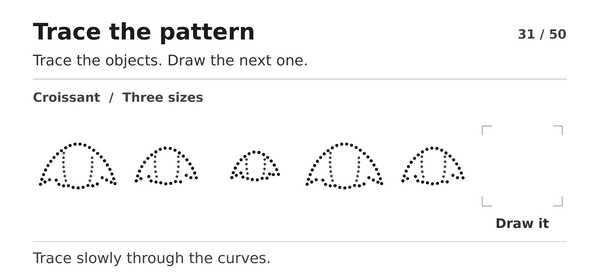 Trace the pattern
31 / 50
Trace the objects. Draw the next one.
Croissant / Three sizes
Draw it
Trace slowly through the curves.